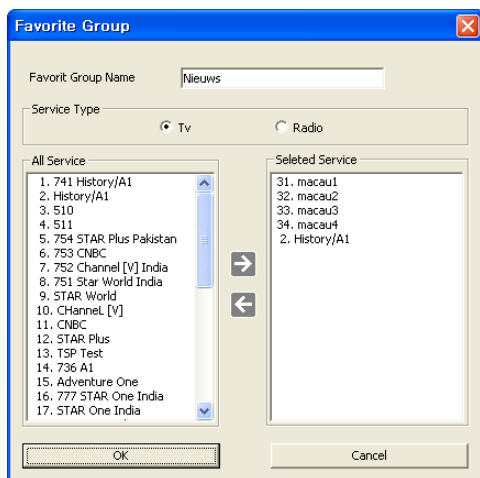 Favorite Group
Favorit Group Name
Nieuws
Service Type
Tv
Radio
All Service
1. 741 History/A1
2. History/A1
3. 510
4. 511
5. 754 STAR Plus Pakistan
6. 753 CNBC
7. 752 Channel [V] India
8. 751 Star World India
9. STAR World
10. CHanneL [V]
11. CNBC
12. STAR Plus
13. TSP Test
14. 736 A1
15. Adventure One
16. 777 STAR One India
17. STAR One India
Seleted Service
31. macau1
32. macau2
33. macau3
34. macau4
2. History/A1
OK
Cancel